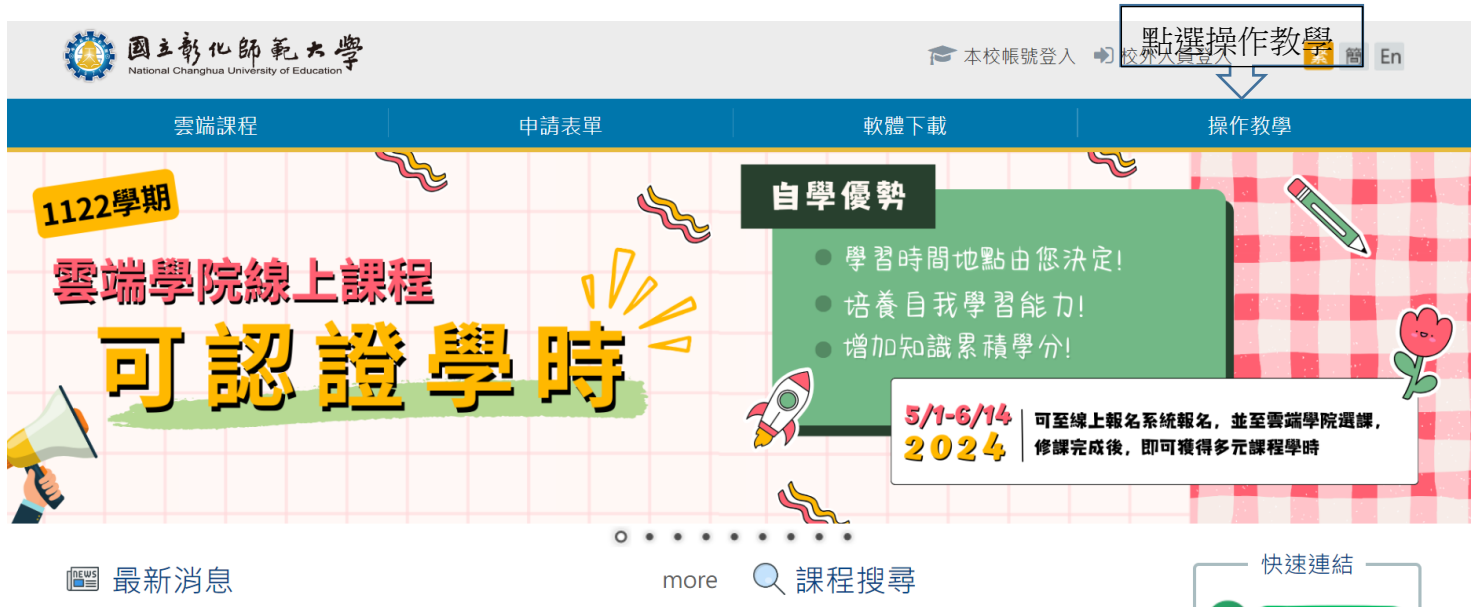 國立彰化師範大學
National Changhua University of Education
本校帳號登入
校外人員登入
點選操作教學
繁 簡 En
雲端課程
申請表單
軟體下載
操作教學
1122學期
雲端學院線上課程
可認證學時
自學優勢
學習時間地點由您決定!
培養自我學習能力!
增加知識累積學分!
5/1-6/14
2024
可至線上報名系統報名，並至雲端學院選課，
修課完成後，即可獲得多元課程學時
NEWS
最新消息
more
課程搜尋
快速連結